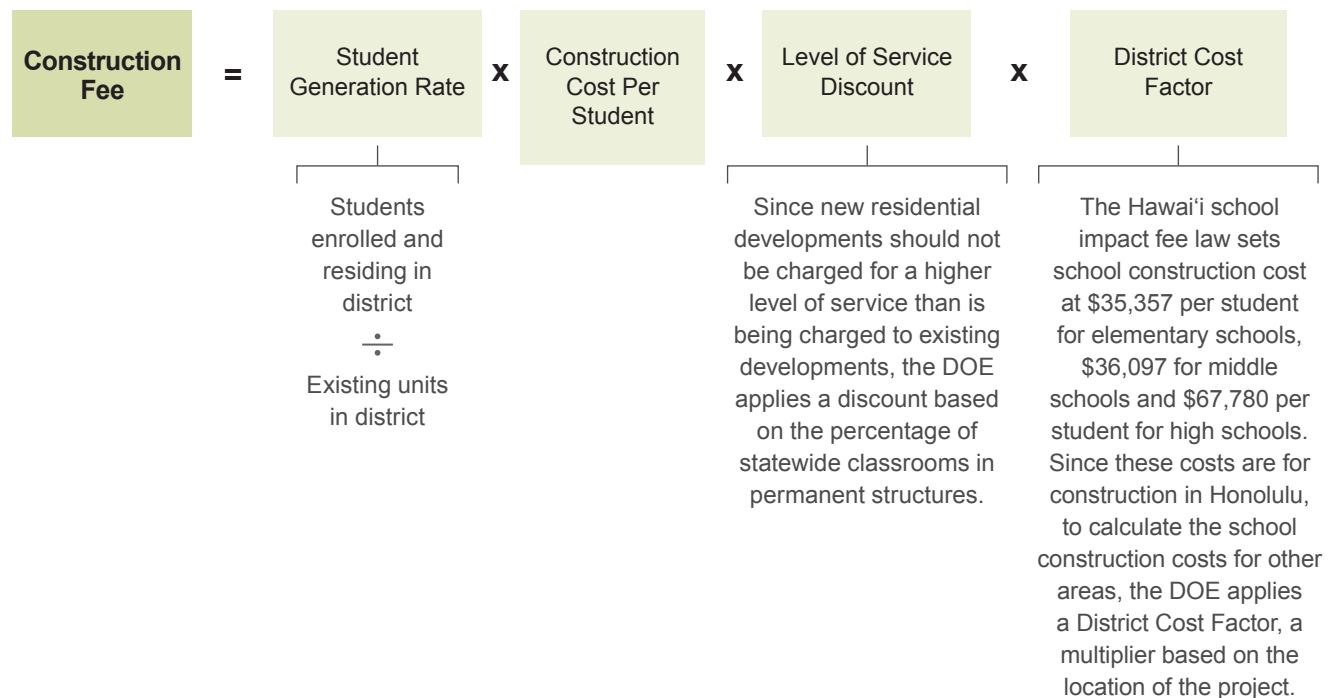 Construction
Fee
=
Student
Generation Rate
x
Construction
Cost Per
Student
x
Level of Service
Discount
x
District Cost
Factor
Students
enrolled and
residing in
district
÷
Existing units
in district
Since new residential
developments should not
be charged for a higher
level of service than is
being charged to existing
developments, the DOE
applies a discount based
on the percentage of
statewide classrooms in
permanent structures.
The Hawai‘i school
impact fee law sets
school construction cost
at $35,357 per student
for elementary schools,
$36,097 for middle
schools and $67,780 per
student for high schools.
Since these costs are for
construction in Honolulu,
to calculate the school
construction costs for other
areas, the DOE applies
a District Cost Factor, a
multiplier based on the
location of the project.